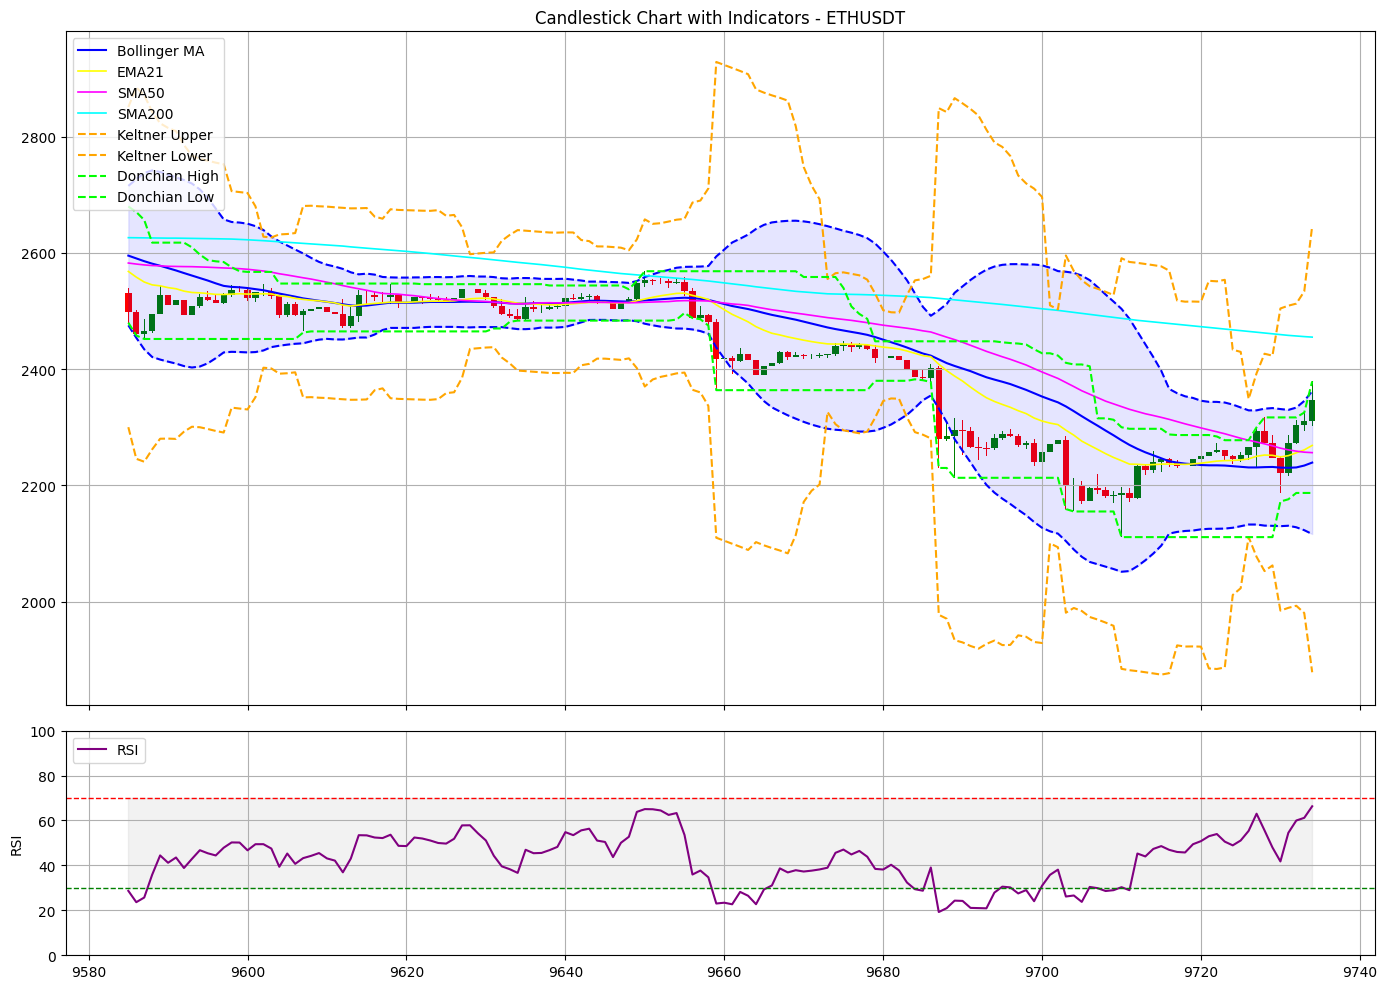 Candlestick Chart with Indicators - ETHUSDT
Bollinger MA
EMA21
SMA50
SMA200
Keltner Upper
Keltner Lower
Donchian High
Donchian Low
2800
2600
2400
2200
2000
RSI
100
80
60
40
20
0
RSI
9580 9600 9620 9640 9660 9680 9700 9720 9740